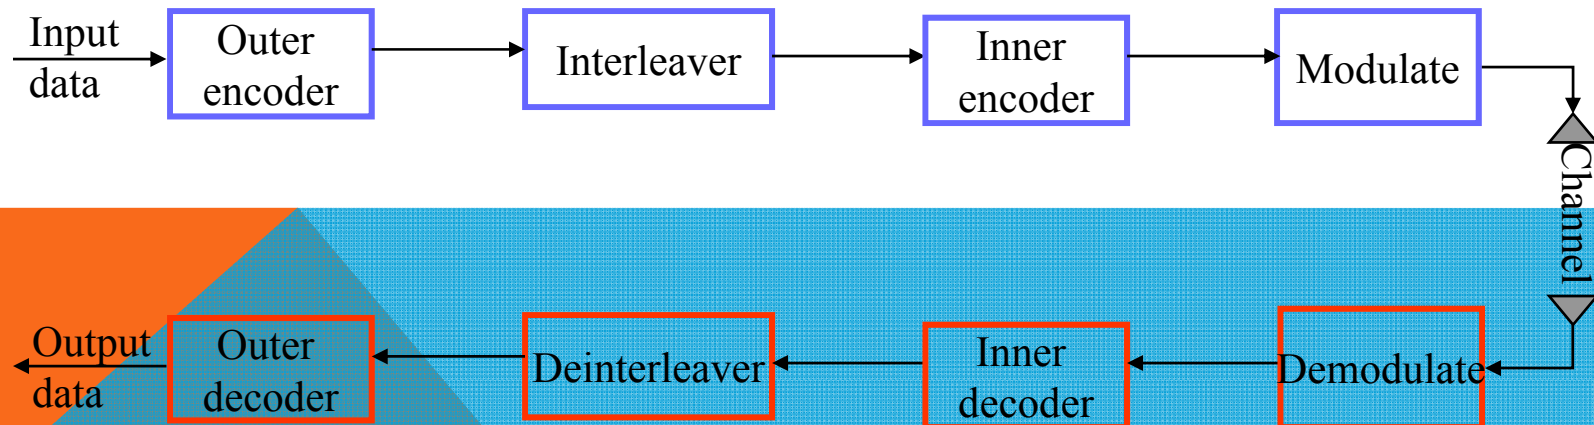 Input
data
Outer
encoder
Interleaver
Inner
encoder
Modulate
Channel
Output
data
Outer
decoder
Deinterleaver
Inner
decoder
Demodulate